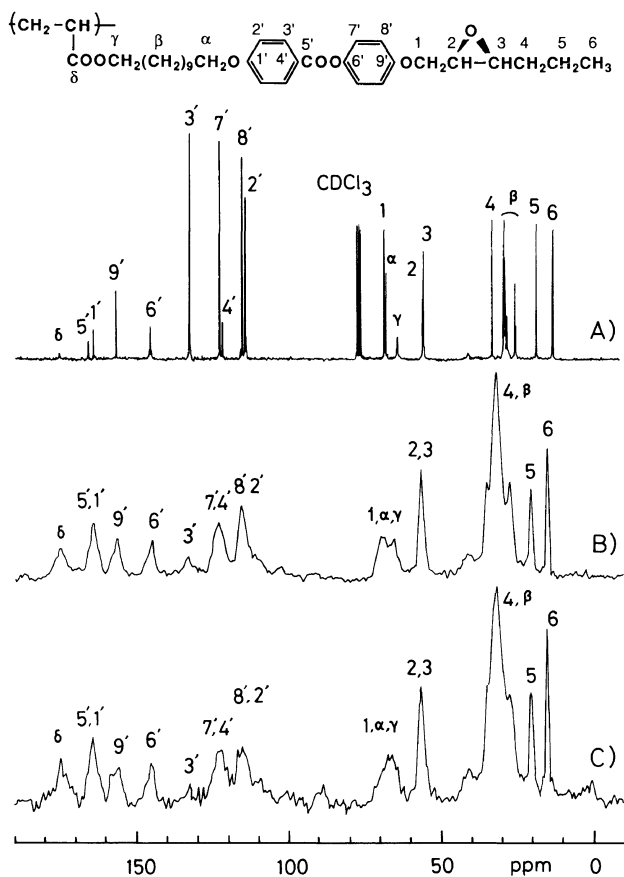 2′ 3′ 7′ 8′
(CH₂–CH)– γ β α 5′ O 1 2 3 4 5 6
COOCH₂(CH₂)₉CH₂O 1′ 4′ COO 6′ 9′ OCH₂CH–CHCH₂CH₂CH₃
δ
3′ 7′ 8′ 2′ CDCl₃
1 4 β 5 6
9′ 3
α 2
6′ 4′ γ
δ 5′ 1′
A)
4,β
6
2,3 5
8′2′
7′,4′
5′,1′ 9′ 6′ 3′ 1,α,γ
δ
B)
4,β
6
2,3 5
8′,2′
5′,1′ 7′,4′ 1,α,γ
δ 9′ 6′ 3′
C)
150 100 50 ppm 0